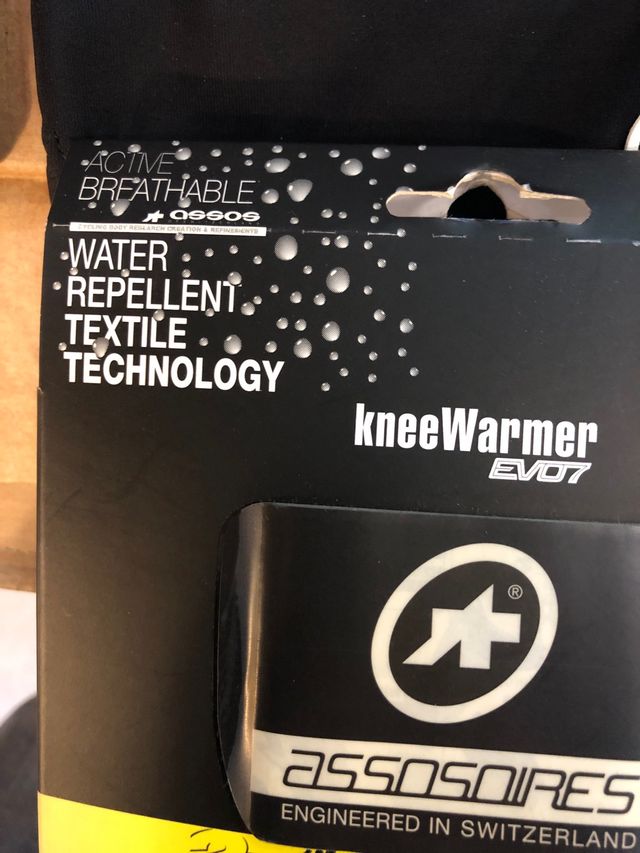 ACTIVE
BREATHABLE
assos
CYCLING BODY RESEARCH CREATION & REFINEMENTS
WATER
REPELLENT
TEXTILE
TECHNOLOGY
kneeWarmer
EVO7
®
assosoires
ENGINEERED IN SWITZERLAND